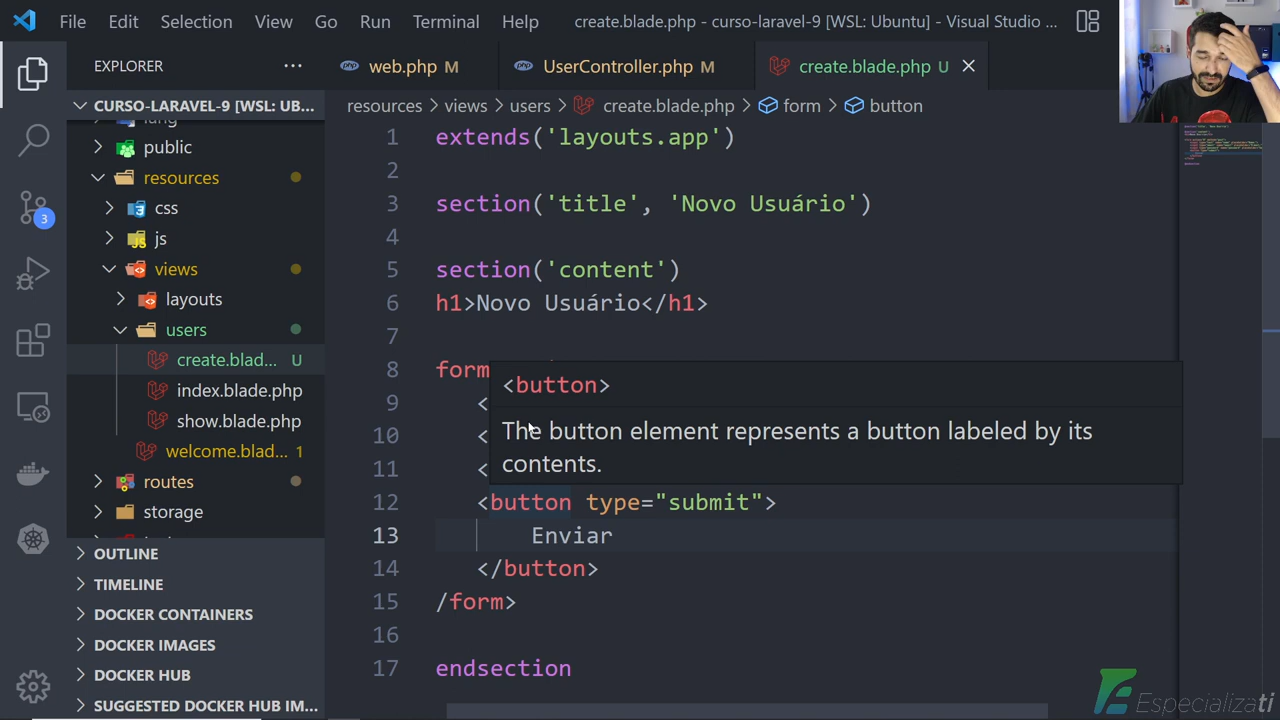 File Edit Selection View Go Run Terminal Help create.blade.php - curso-laravel-9 [WSL: Ubuntu] - Visual Studio ...
EXPLORER ...
web.php M UserController.php M create.blade.php U
CURSO-LARAVEL-9 [WSL: UB...
resources > views > users > create.blade.php > form > button
lang
public
resources
css
js
views
layouts
users
create.blad... U
index.blade.php
show.blade.php
welcome.blad... 1
routes
storage
OUTLINE
TIMELINE
DOCKER CONTAINERS
DOCKER IMAGES
DOCKER HUB
SUGGESTED DOCKER HUB IM...
3
1 extends('layouts.app')
2
3 section('title', 'Novo Usuário')
4
5 section('content')
6 h1>Novo Usuário</h1>
7
8 form
9 <
10 <
11 <
<button>
The button element represents a button labeled by its
contents.
12 <button type="submit">
13 Enviar
14 </button>
15 /form>
16
17 endsection
Especializati